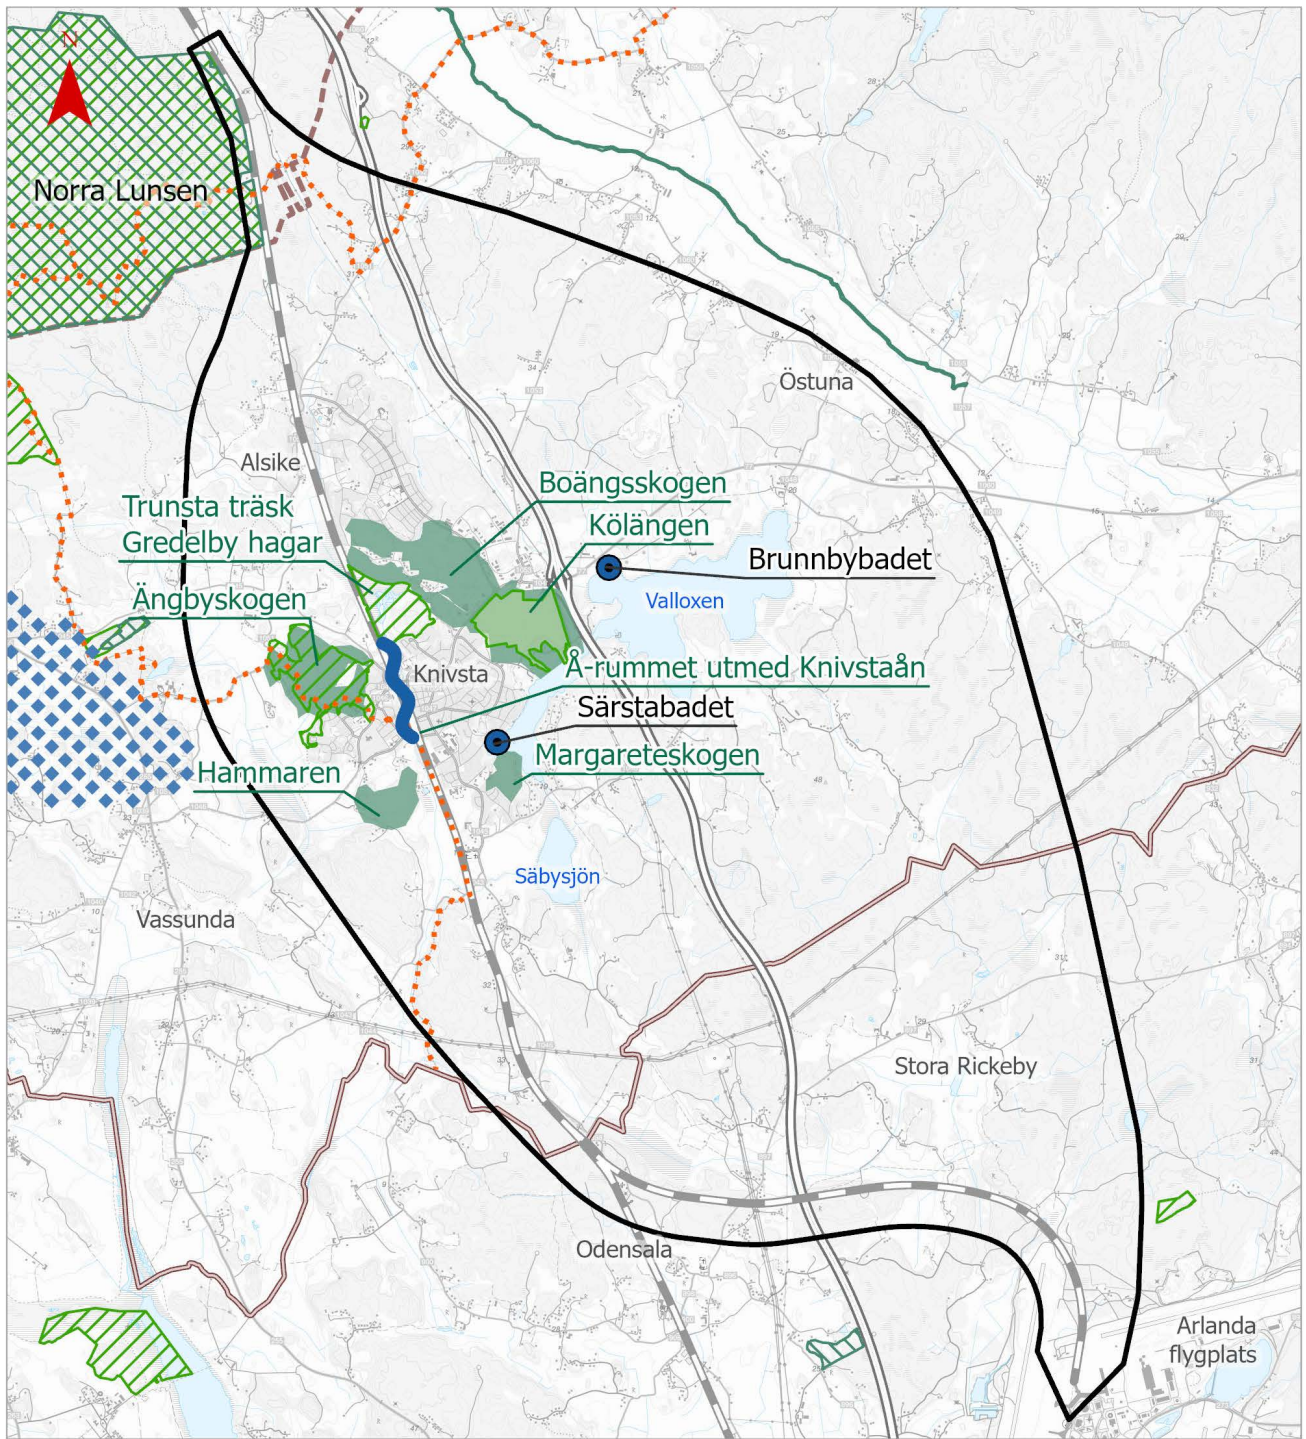 N
Norra Lunsen
Östuna
Alsike
Boängsskogen
Trunsta träsk
Gredelby hagar
Kölängen
Brunnbybadet
Ängbyskogen
Valloxen
Å-rummet utmed Knivstaån
Knivsta
Särstabadet
Margareteskogen
Hammaren
Säbysjön
Vassunda
Stora Rickeby
Odensala
Arlanda
flygplats